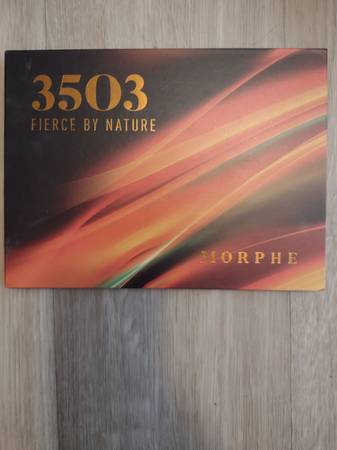 3503
FIERCE BY NATURE
MORPHE